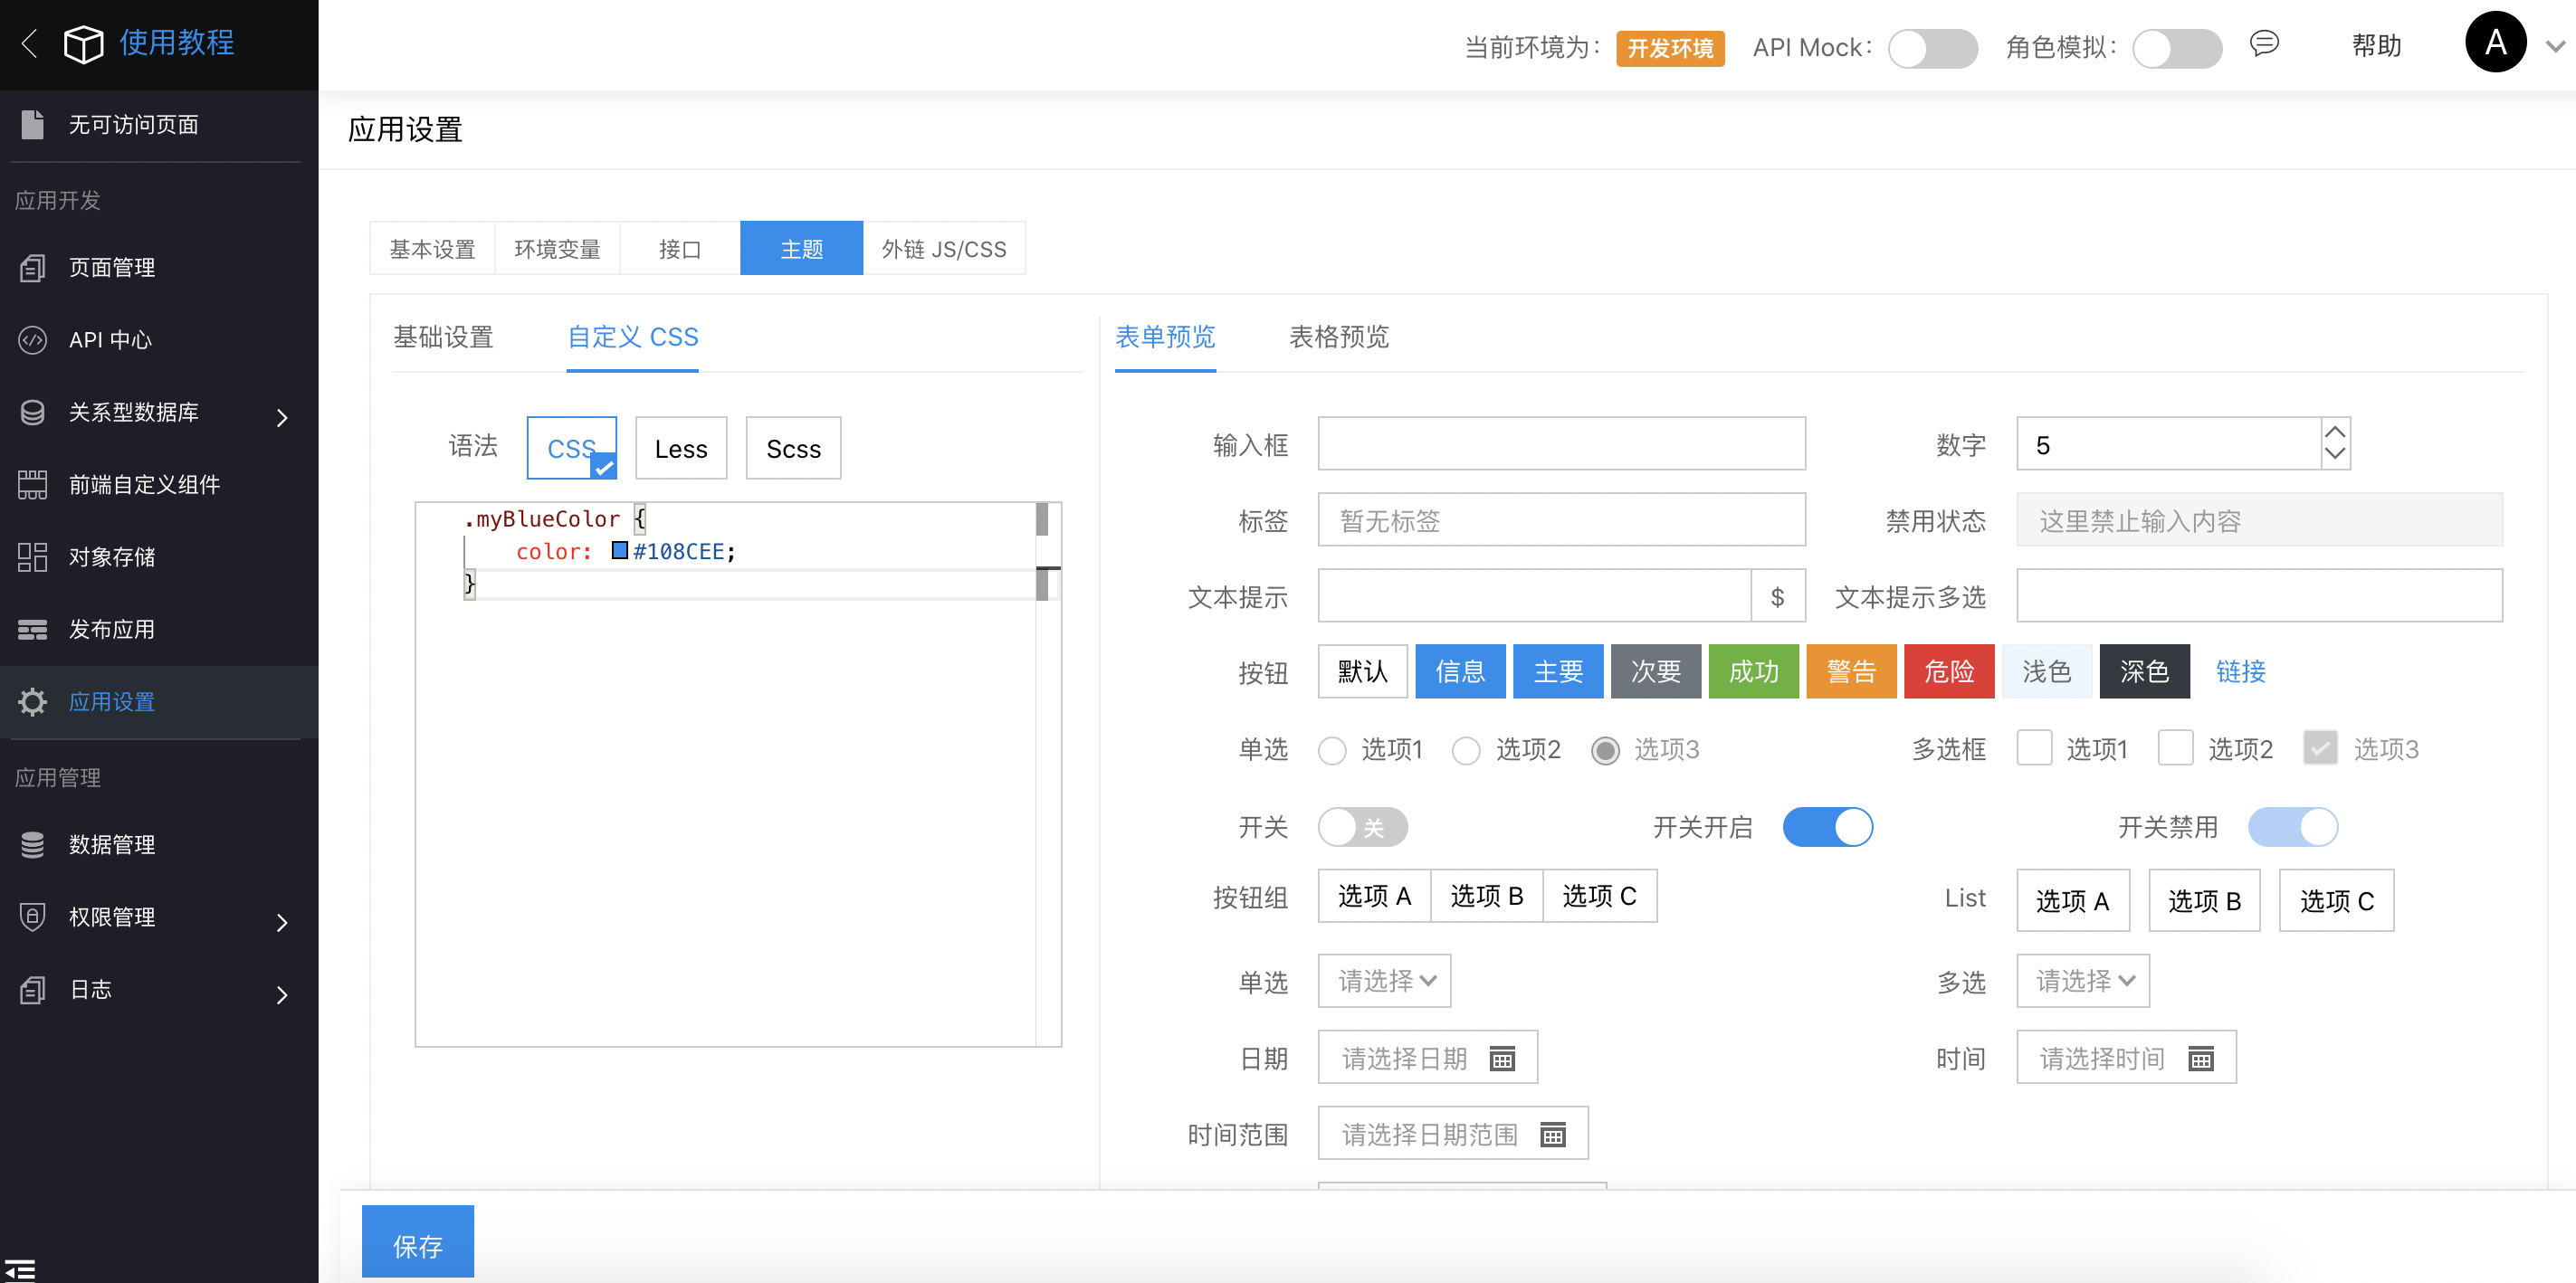 使用教程
当前环境为：
开发环境
API Mock：
角色模拟：
帮助
A
无可访问页面
应用开发
页面管理
API 中心
关系型数据库
前端自定义组件
对象存储
发布应用
应用设置
应用管理
数据管理
权限管理
日志
应用设置
基本设置
环境变量
接口
主题
外链 JS/CSS
基础设置
自定义 CSS
语法
CSS
Less
Scss
.myBlueColor {
color: #108CEE;
}
表单预览
表格预览
输入框
数字
5
标签
暂无标签
禁用状态
这里禁止输入内容
文本提示
$
文本提示多选
按钮
默认
信息
主要
次要
成功
警告
危险
浅色
深色
链接
单选
选项1
选项2
选项3
多选框
选项1
选项2
选项3
开关
关
开关开启
开关禁用
按钮组
选项 A
选项 B
选项 C
List
选项 A
选项 B
选项 C
单选
请选择
多选
请选择
日期
请选择日期
时间
请选择时间
时间范围
请选择日期范围
保存